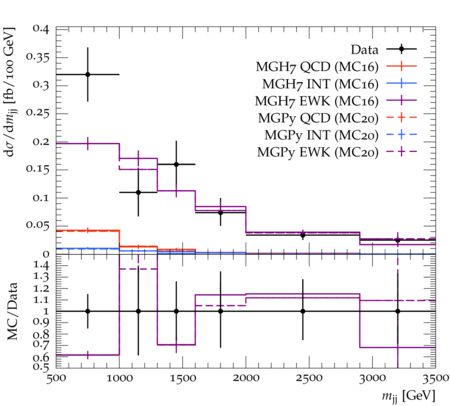 dσ/dmjj [fb/100 GeV]
0.4
0.35
0.3
0.25
0.2
0.15
0.1
0.05
0
Data
MGH7 QCD (MC16)
MGH7 INT (MC16)
MGH7 EWK (MC16)
MGPy QCD (MC20)
MGPy INT (MC20)
MGPy EWK (MC20)
MC/Data
1.4
1.3
1.2
1.1
1
0.9
0.8
0.7
0.6
0.5
500 1000 1500 2000 2500 3000 3500
mjj [GeV]